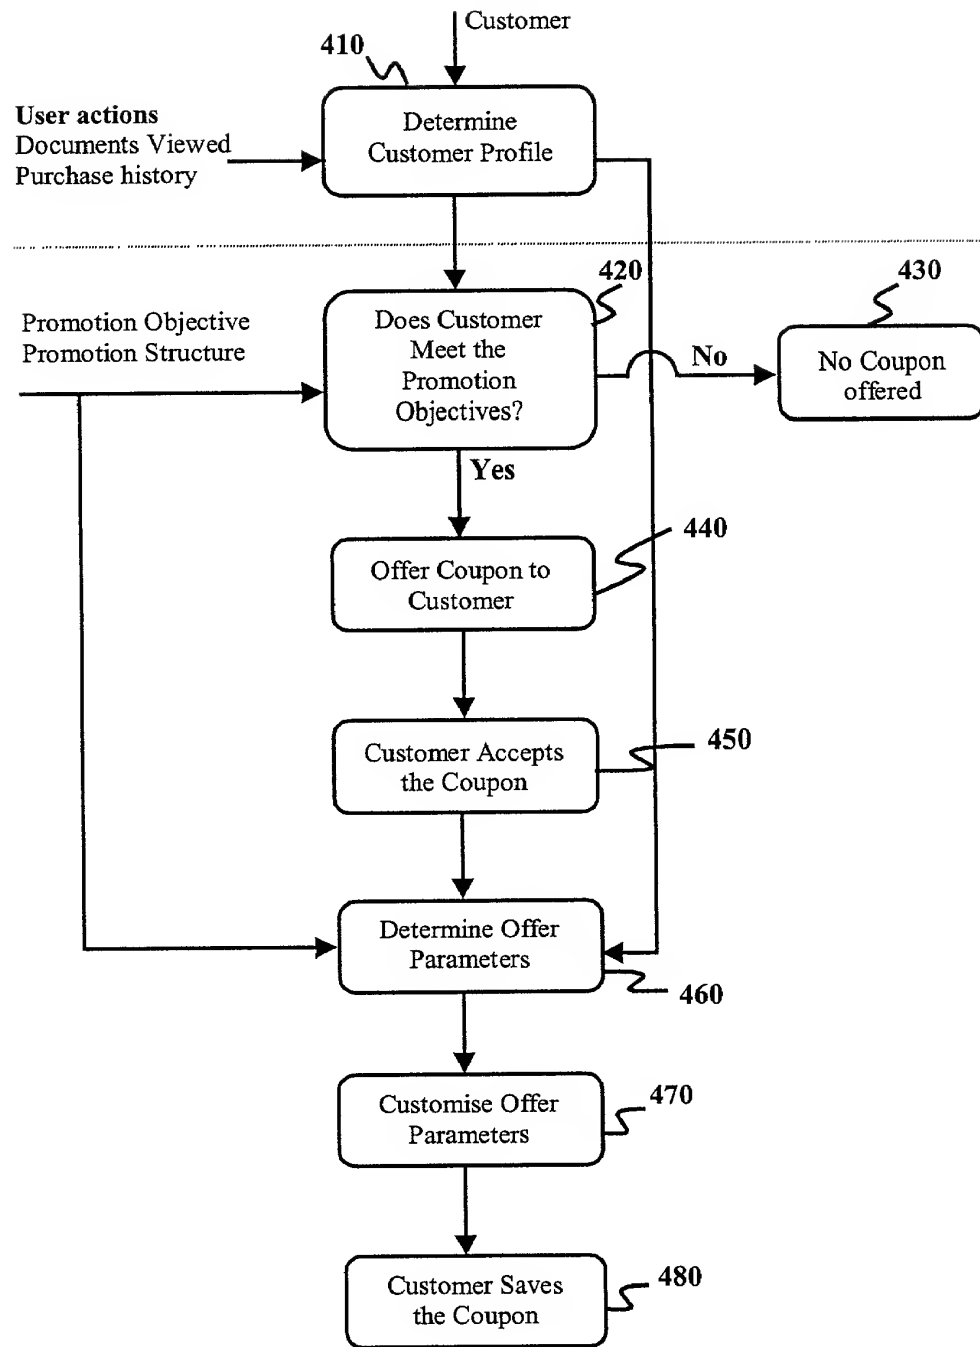 Customer
410
User actions
Documents Viewed
Purchase history
Determine
Customer Profile
420
430
Promotion Objective
Promotion Structure
Does Customer
Meet the
Promotion
Objectives?
No
No Coupon
offered
Yes
440
Offer Coupon to
Customer
450
Customer Accepts
the Coupon
Determine Offer
Parameters
460
470
Customise Offer
Parameters
480
Customer Saves
the Coupon